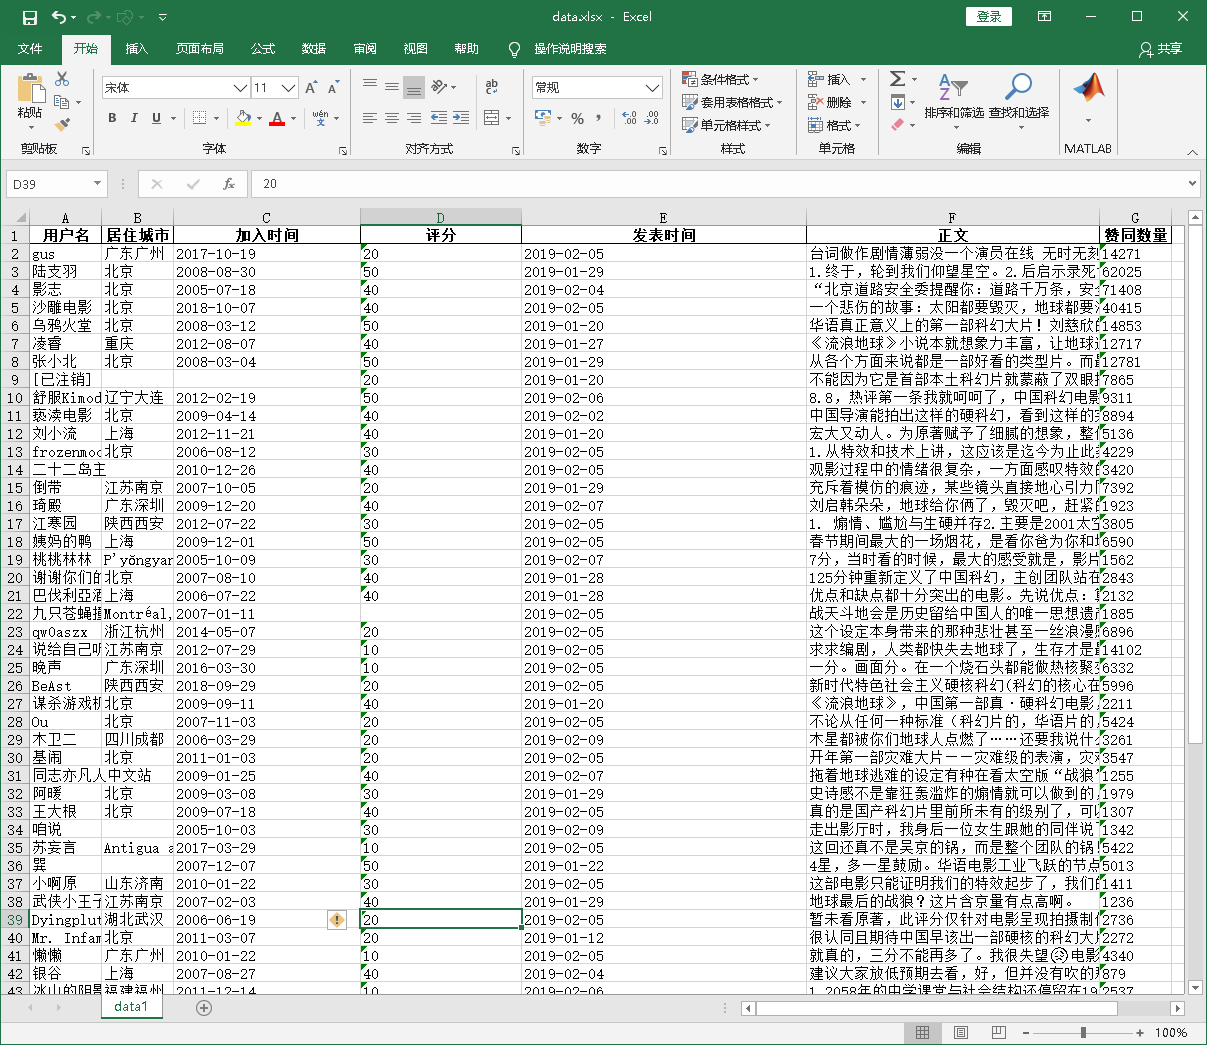 data.xlsx - Excel
登录
文件 开始 插入 页面布局 公式 数据 审阅 视图 帮助 操作说明搜索 共享
宋体 11 常规 条件格式 插入
粘贴 套用表格格式 删除 排序和筛选 查找和选择
B I U 单元格样式 格式
剪贴板 字体 对齐方式 数字 样式 单元格 编辑 MATLAB
D39 fx 20
A B C D E F G
1 用户名 居住城市 加入时间 评分 发表时间 正文 赞同数量
2 gus 广东广州 2017-10-19 20 2019-02-05 台词做作剧情薄弱没一个演员在线 无时无刻 14271
3 陆支羽 北京 2008-08-30 50 2019-01-29 1.终于，轮到我们仰望星空。2.后启示录死 62025
4 影志 北京 2005-07-18 40 2019-02-04 “北京道路安全委提醒你：道路千万条，安全 71408
5 沙雕电影 北京 2018-10-07 40 2019-02-05 一个悲伤的故事：太阳都要毁灭，地球都要 40415
6 乌鸦火堂 北京 2008-03-12 50 2019-01-20 华语真正意义上的第一部科幻大片！刘慈欣 14853
7 凌睿 重庆 2012-08-07 40 2019-01-27 《流浪地球》小说本就想象力丰富，让地球 12717
8 张小北 北京 2008-03-04 50 2019-01-29 从各个方面来说都是一部好看的类型片。而 12781
9 [已注销] 20 2019-01-20 不能因为它是首部本土科幻片就蒙蔽了双眼 7865
10 舒服Kimod 辽宁大连 2012-02-19 50 2019-02-06 8.8，热评第一条我就呵呵了，中国科幻电影 9311
11 亵渎电影 北京 2009-04-14 40 2019-02-02 中国导演能拍出这样的硬科幻，看到这样的 8894
12 刘小流 上海 2012-11-21 40 2019-01-20 宏大又动人。为原著赋予了细腻的想象，整 5136
13 frozenmoo 北京 2006-08-12 30 2019-02-05 1.从特效和技术上讲，这应该是迄今为止此 4229
14 二十二岛主 2010-12-26 40 2019-02-05 观影过程中的情绪很复杂，一方面感叹特效 3420
15 倒带 江苏南京 2007-10-05 20 2019-01-29 充斥着模仿的痕迹，某些镜头直接地心引力 7392
16 琦殿 广东深圳 2009-12-20 40 2019-02-07 刘启韩朵朵，地球给你俩了，毁灭吧，赶紧 1923
17 江寒园 陕西西安 2012-07-22 30 2019-02-05 1. 煽情、尴尬与生硬并存2.主要是2001太空 3805
18 姨妈的鸭 上海 2009-12-01 50 2019-02-05 春节期间最大的一场烟花，是看你爸为你和 6590
19 桃桃林林 P'yŏngyan 2005-10-09 30 2019-02-07 7分，当时看的时候，最大的感受就是，影片 1562
20 谢谢你们的 北京 2007-08-10 40 2019-01-28 125分钟重新定义了中国科幻，主创团队站在 2843
21 巴伐利亞酒 上海 2006-07-22 40 2019-01-28 优点和缺点都十分突出的电影。先说优点： 2132
22 九只苍蝇撞 Montréal, 2007-01-11 2019-02-05 战天斗地会是历史留给中国人的唯一思想遗产 1885
23 qw0aszx 浙江杭州 2014-05-07 20 2019-02-05 这个设定本身带来的那种悲壮甚至一丝浪漫 6896
24 说给自己听 江苏南京 2012-07-29 10 2019-02-05 求求编剧，人类都快失去地球了，生存才是 14102
25 晚声 广东深圳 2016-03-30 10 2019-02-05 一分。画面分。在一个烧石头都能做热核聚变 6332
26 BeAst 陕西西安 2018-09-29 20 2019-02-05 新时代特色社会主义硬核科幻(科幻的核心在 5996
27 谋杀游戏机 北京 2009-09-11 40 2019-01-20 《流浪地球》，中国第一部真·硬科幻电影， 2211
28 Ou 北京 2007-11-03 20 2019-02-05 不论从任何一种标准（科幻片的，华语片的， 5424
29 木卫二 四川成都 2006-03-29 20 2019-02-09 木星都被你们地球人点燃了……还要我说什么 3261
30 基闹 北京 2011-01-03 20 2019-02-05 开年第一部灾难大片——灾难级的表演，灾难 3547
31 同志亦凡人中文站 2009-01-25 40 2019-02-07 拖着地球逃难的设定有种在看太空版“战狼” 1255
32 阿暖 北京 2009-03-08 30 2019-01-29 史诗感不是靠狂轰滥炸的煽情就可以做到的， 1979
33 王大根 北京 2009-07-18 40 2019-02-05 真的是国产科幻片里前所未有的级别了，可 1307
34 咱说 2005-10-03 30 2019-02-09 走出影厅时，我身后一位女生跟她的同伴说 1342
35 苏妄言 Antigua a 2017-03-29 10 2019-02-05 这回还真不是吴京的锅，而是整个团队的锅！ 5422
36 巽 2007-12-07 50 2019-01-22 4星，多一星鼓励。华语电影工业飞跃的节点 5013
37 小啊原 山东济南 2010-01-22 30 2019-02-05 这部电影只能证明我们的特效起步了，我们 1411
38 武侠小王子 江苏南京 2007-02-03 40 2019-01-29 地球最后的战狼？这片含京量有点高啊。 1236
39 Dyingplut 湖北武汉 2006-06-19 20 2019-02-05 暂未看原著，此评分仅针对电影呈现拍摄制作 2736
40 Mr. Infam 北京 2011-03-07 20 2019-01-12 很认同且期待中国早该出一部硬核的科幻大片 2272
41 懒懒 广东广州 2010-01-22 10 2019-02-05 就真的，三分不能再多了。我很失望电影 4340
42 银谷 上海 2007-08-27 40 2019-02-04 建议大家放低预期去看，好，但并没有吹的 879
43 冰山的阴影 福建福州 2011-12-14 10 2019-02-06 1.2058年的中学课堂与社会结构还停留在19 2537
data1
100%